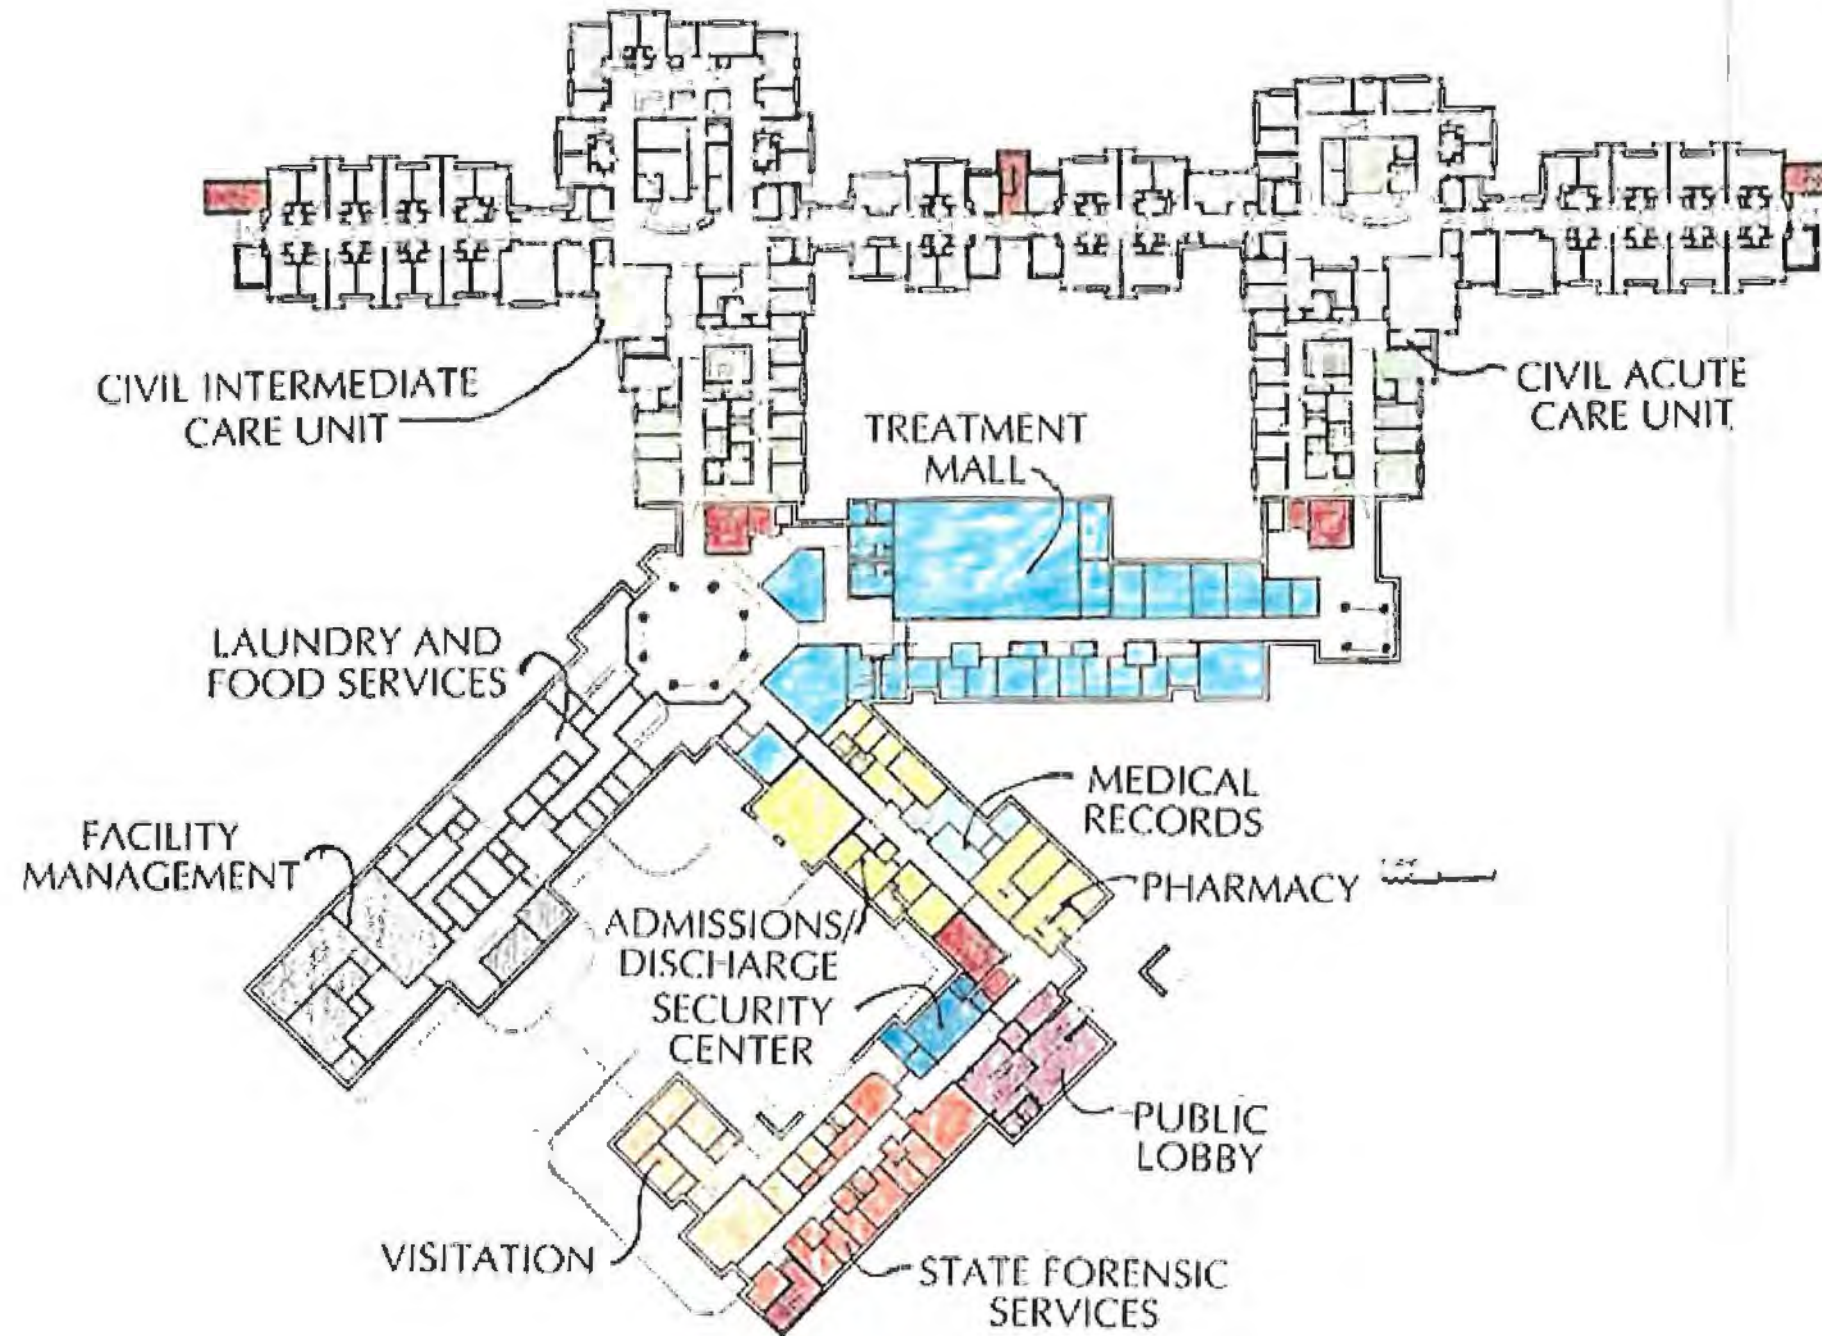 CIVIL INTERMEDIATE
CARE UNIT
CIVIL ACUTE
CARE UNIT
TREATMENT
MALL
LAUNDRY AND
FOOD SERVICES
MEDICAL
RECORDS
FACILITY
MANAGEMENT
PHARMACY
ADMISSIONS/
DISCHARGE
SECURITY
CENTER
PUBLIC
LOBBY
VISITATION
STATE FORENSIC
SERVICES